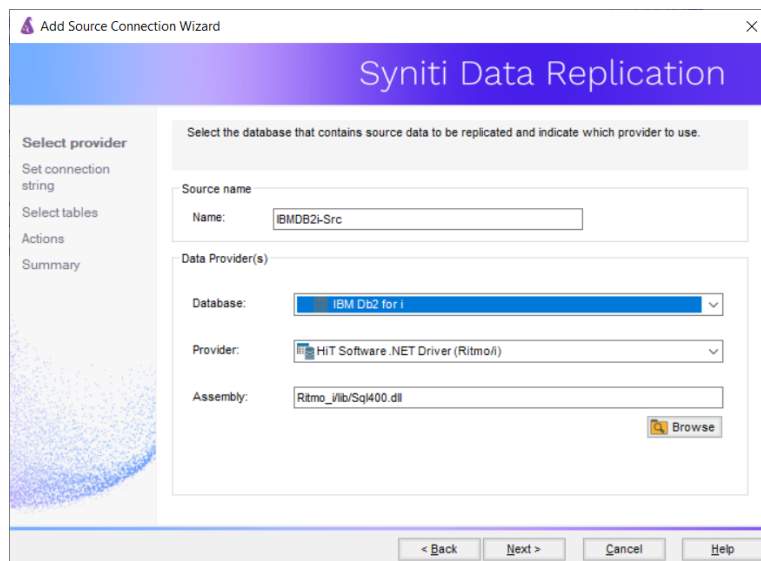 Add Source Connection Wizard
Syniti Data Replication
Select provider
Set connection
string
Select tables
Actions
Summary
Select the database that contains source data to be replicated and indicate which provider to use.
Source name
Name:
IBMDB2i-Src
Data Provider(s)
Database:
IBM Db2 for i
Provider:
HiT Software .NET Driver (Ritmo/i)
Assembly:
Ritmo_i/lib/Sql400.dll
Browse
< Back
Next >
Cancel
Help